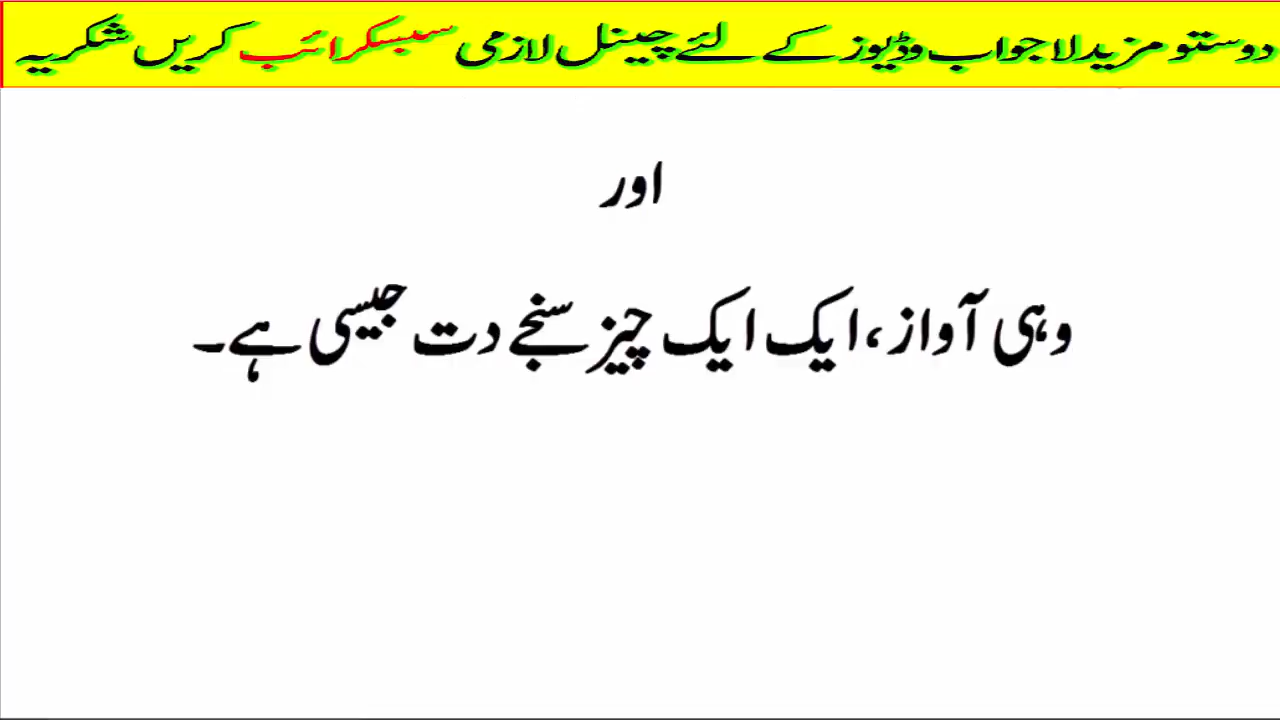 دوستو مزید لاجواب وڈیوز کے لئے چینل لازمی سبسکرائب کریں شکریہ
اور
وہی آواز، ایک ایک چیز سنجے دت جیسی ہے۔